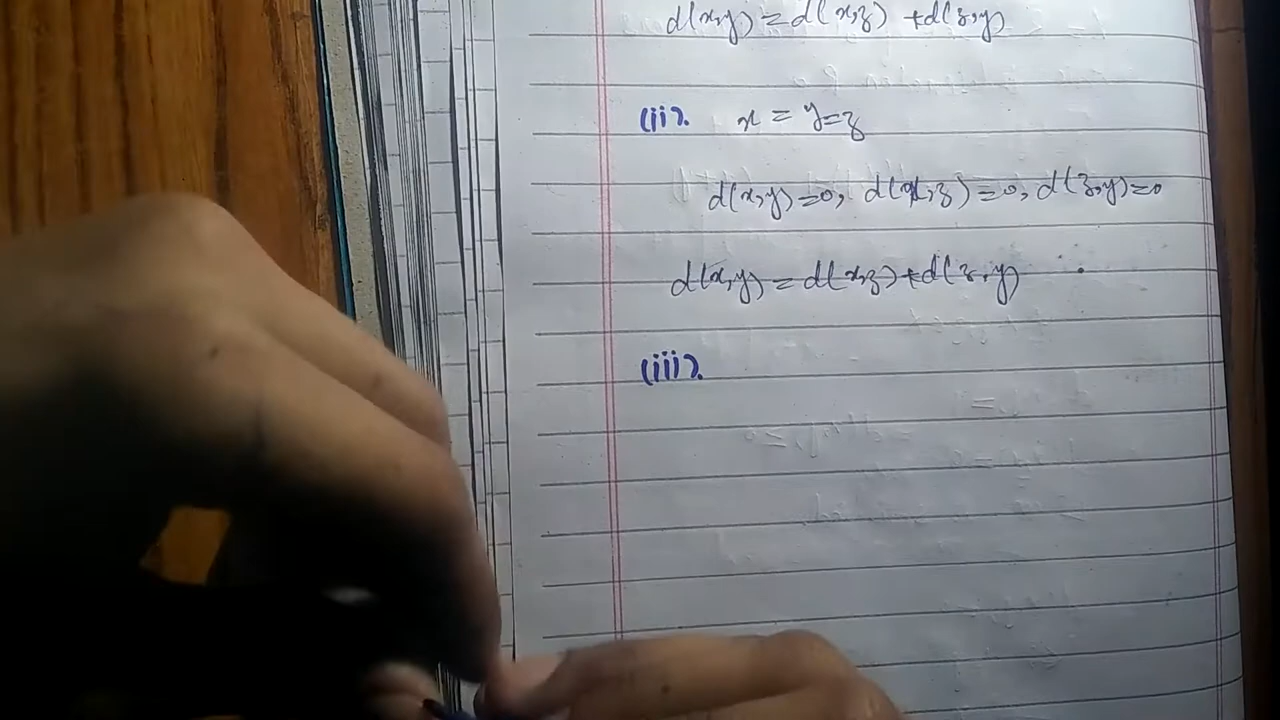 d(x,y) = d(x,z) + d(z,y)
(ii). x = y = z
d(x,y) = 0, d(x,z) = 0, d(z,y) = 0
d(x,y) = d(x,z) + d(z,y)
(iii).